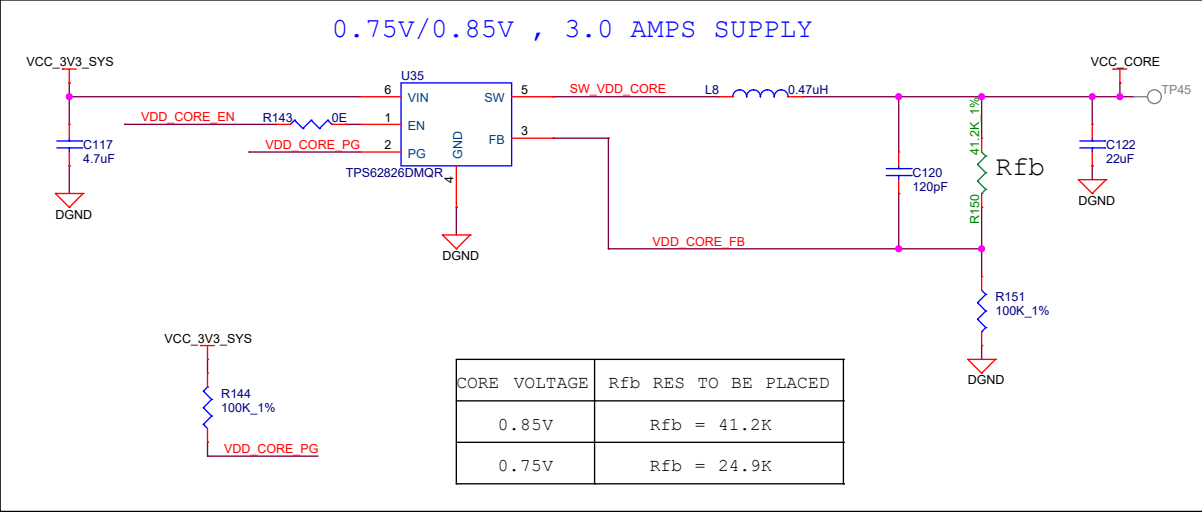 0.75V/0.85V , 3.0 AMPS SUPPLY
VCC_3V3_SYS
VCC_CORE
U35
6 VIN
SW 5
SW_VDD_CORE
L8 0.47uH
TP45
VDD_CORE_EN
R143 0E
1 EN
FB 3
VDD_CORE_PG
2 PG
GND
4
TPS62826DMQR
C117
4.7uF
DGND
DGND
C120
120pF
41.2K_1%
R150
Rfb
C122
22uF
DGND
VDD_CORE_FB
R151
100K_1%
DGND
VCC_3V3_SYS
R144
100K_1%
VDD_CORE_PG
CORE VOLTAGE Rfb RES TO BE PLACED
0.85V Rfb = 41.2K
0.75V Rfb = 24.9K